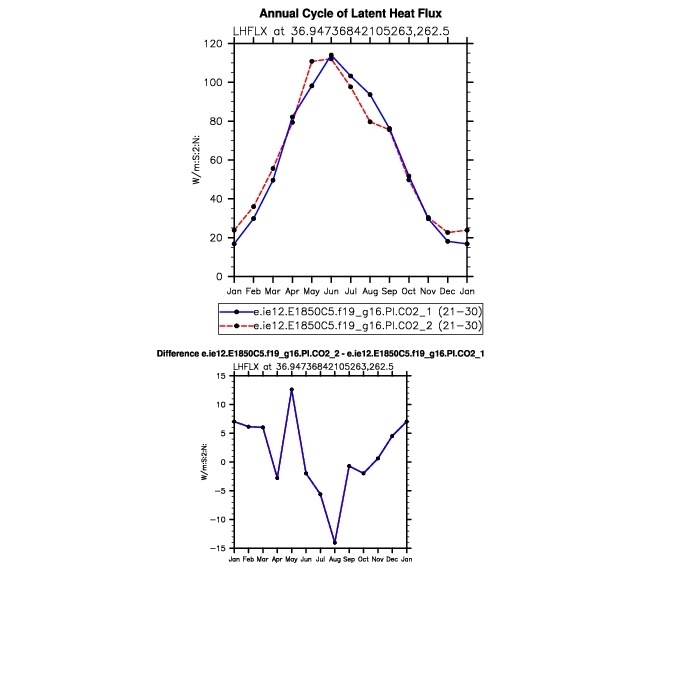 Annual Cycle of Latent Heat Flux
LHFLX at 36.94736842105263,262.5
120
100
80
60
40
20
0
W/m:S:2:N:
Jan Feb Mar Apr May Jun Jul Aug Sep Oct Nov Dec Jan
e.ie12.E1850C5.f19_g16.PI.CO2_1 (21-30)
e.ie12.E1850C5.f19_g16.PI.CO2_2 (21-30)
Difference e.ie12.E1850C5.f19_g16.PI.CO2_2 - e.ie12.E1850C5.f19_g16.PI.CO2_1
LHFLX at 36.94736842105263,262.5
15
10
5
0
-5
-10
-15
W/m:S:2:N:
Jan Feb Mar Apr May Jun Jul Aug Sep Oct Nov Dec Jan